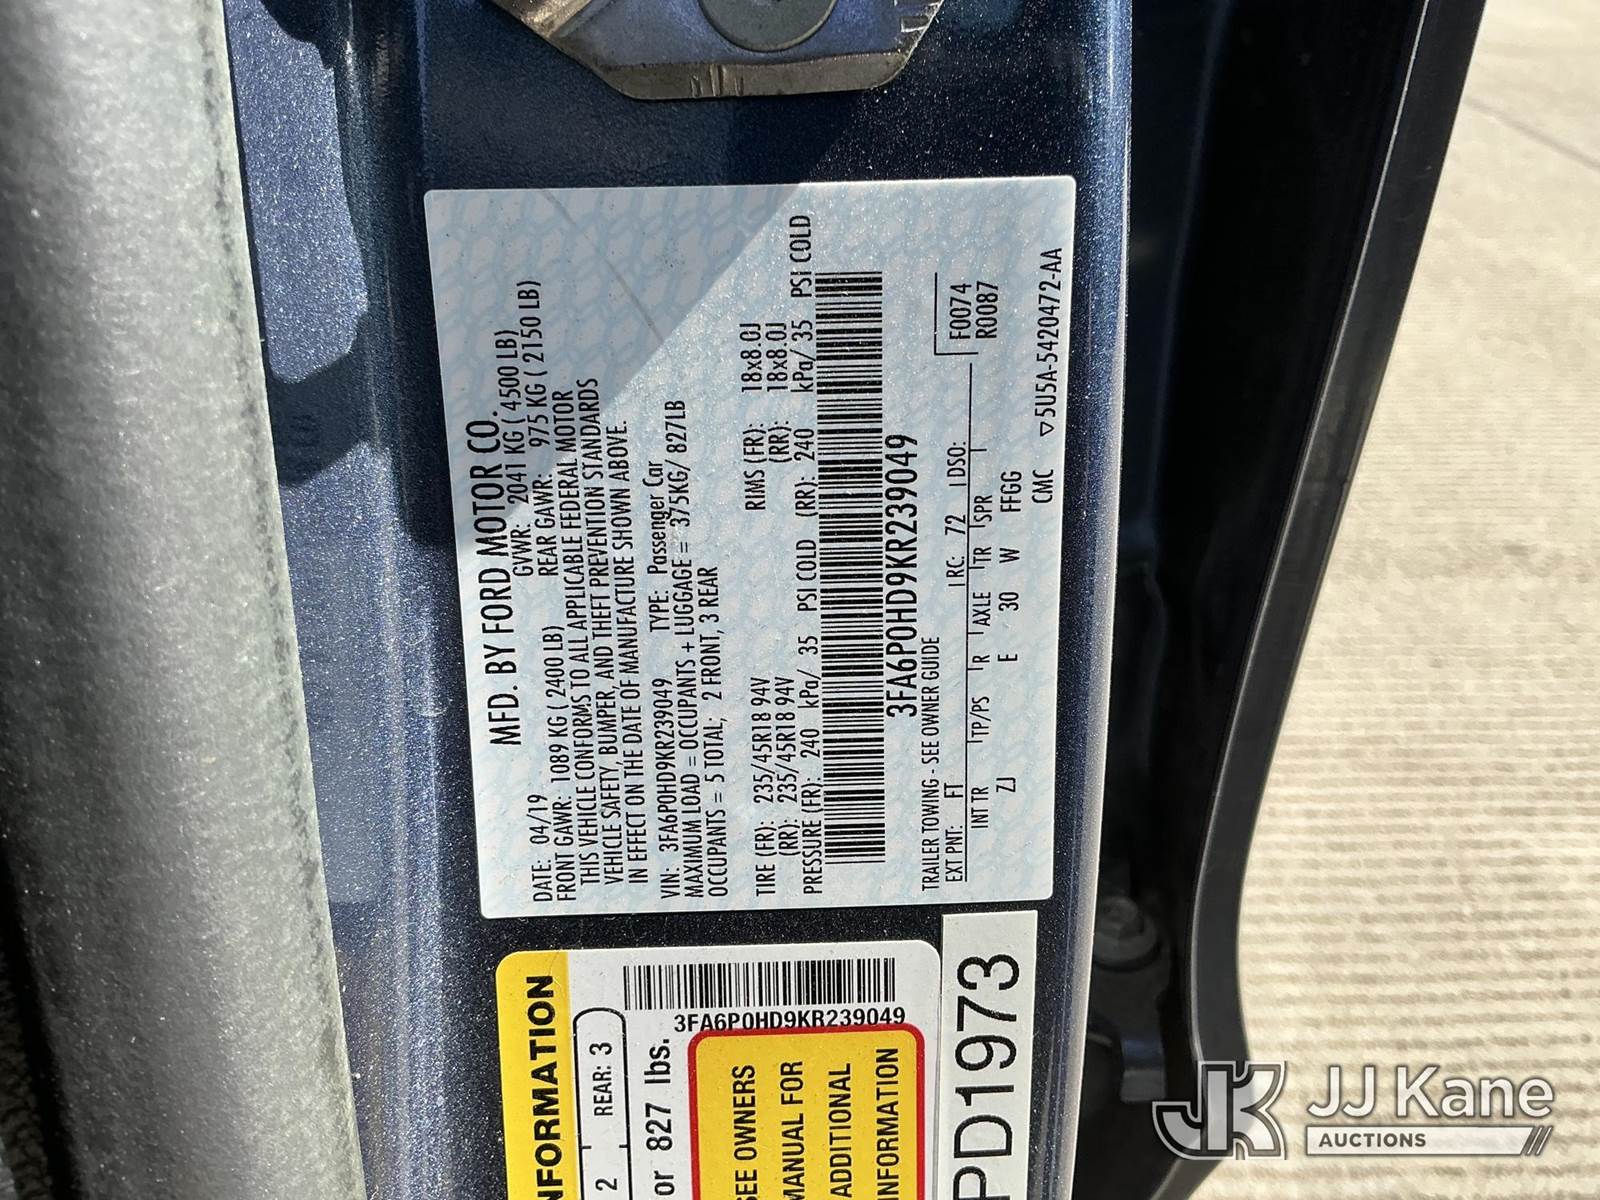 MFD. BY FORD MOTOR CO.
DATE: 04/19 GVWR: 2041 KG ( 4500 LB)
FRONT GAWR: 1089 KG ( 2400 LB) REAR GAWR: 975 KG ( 2150 LB)
THIS VEHICLE CONFORMS TO ALL APPLICABLE FEDERAL MOTOR
VEHICLE SAFETY, BUMPER, AND THEFT PREVENTION STANDARDS
IN EFFECT ON THE DATE OF MANUFACTURE SHOWN ABOVE.
VIN: 3FA6P0HD9KR239049 TYPE: Passenger Car
MAXIMUM LOAD = OCCUPANTS + LUGGAGE = 375KG/ 827LB
OCCUPANTS = 5 TOTAL, 2 FRONT, 3 REAR
TIRE (FR): 235/45R18 94V RIMS (FR): 18x8.0J
(RR): 235/45R18 94V (RR): 18x8.0J
PRESSURE (FR): 240 kPa/ 35 PSI COLD (RR): 240 kPa/ 35 PSI COLD
3FA6P0HD9KR239049
TRAILER TOWING - SEE OWNER GUIDE
EXT PNT: FT RC: 72 DSO: F0074
INT TR TP/PS R AXLE TR SPR R0087
ZJ E 30 W FFGG
CMC ▽5U5A-5420472-AA
NFORMATION
2 REAR: 3
or 827 lbs.
3FA6P0HD9KR239049
SEE OWNERS
MANUAL FOR
ADDITIONAL
INFORMATION
PD1973
JK JJ Kane
AUCTIONS